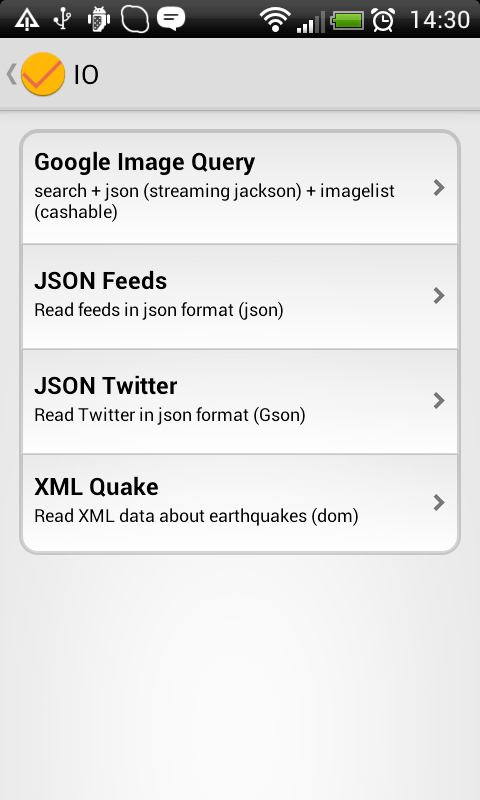 14:30
IO
Google Image Query
search + json (streaming jackson) + imagelist
(cashable)
JSON Feeds
Read feeds in json format (json)
JSON Twitter
Read Twitter in json format (Gson)
XML Quake
Read XML data about earthquakes (dom)